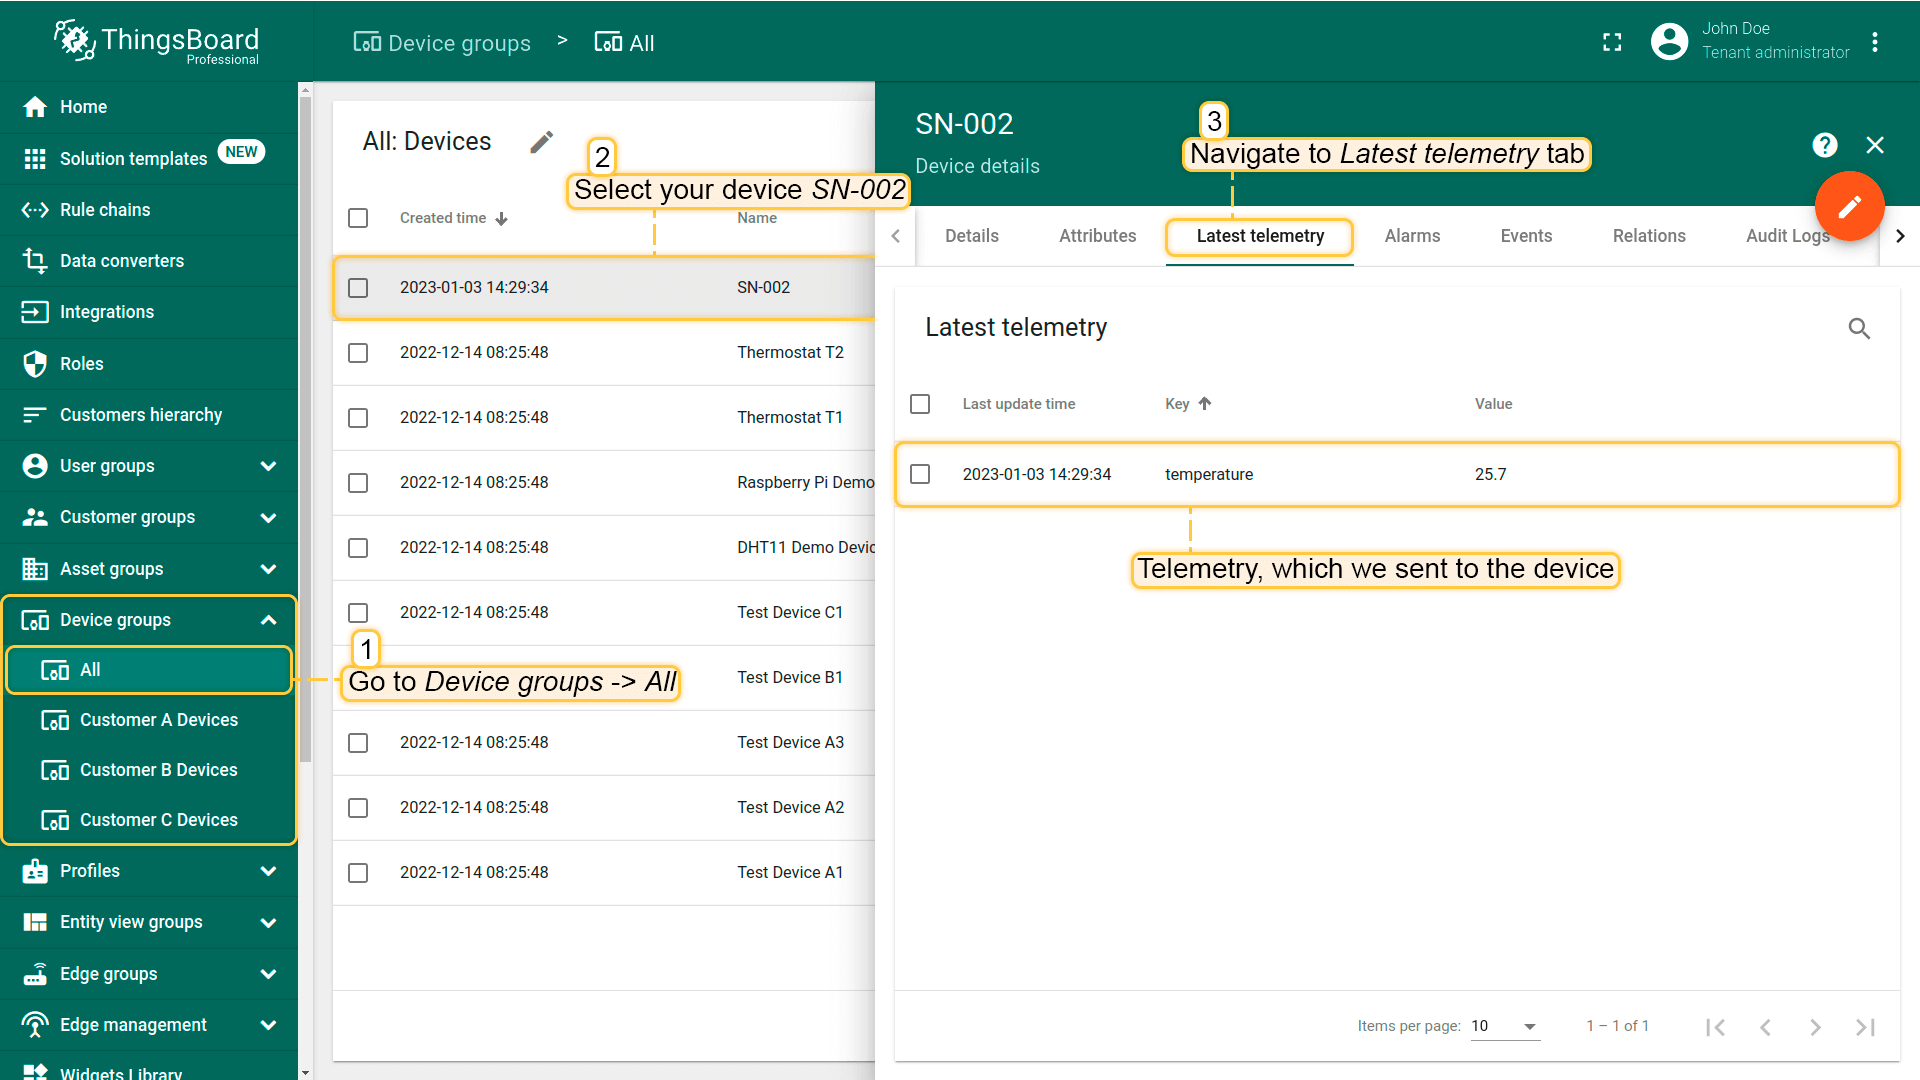 ThingsBoard
Professional
Device groups > All
John Doe
Tenant administrator
Home
Solution templates NEW
Rule chains
Data converters
Integrations
Roles
Customers hierarchy
User groups
Customer groups
Asset groups
Device groups
All
Customer A Devices
Customer B Devices
Customer C Devices
Profiles
Entity view groups
Edge groups
Edge management
Widgets Library
All: Devices
2
Select your device SN-002
Created time Name
2023-01-03 14:29:34 SN-002
2022-12-14 08:25:48 Thermostat T2
2022-12-14 08:25:48 Thermostat T1
2022-12-14 08:25:48 Raspberry Pi Demo
2022-12-14 08:25:48 DHT11 Demo Devic
2022-12-14 08:25:48 Test Device C1
1
Go to Device groups -> All
Test Device B1
2022-12-14 08:25:48 Test Device A3
2022-12-14 08:25:48 Test Device A2
2022-12-14 08:25:48 Test Device A1
SN-002
Device details
3
Navigate to Latest telemetry tab
Details Attributes Latest telemetry Alarms Events Relations Audit Logs
Latest telemetry
Last update time Key Value
2023-01-03 14:29:34 temperature 25.7
Telemetry, which we sent to the device
Items per page: 10 1 – 1 of 1